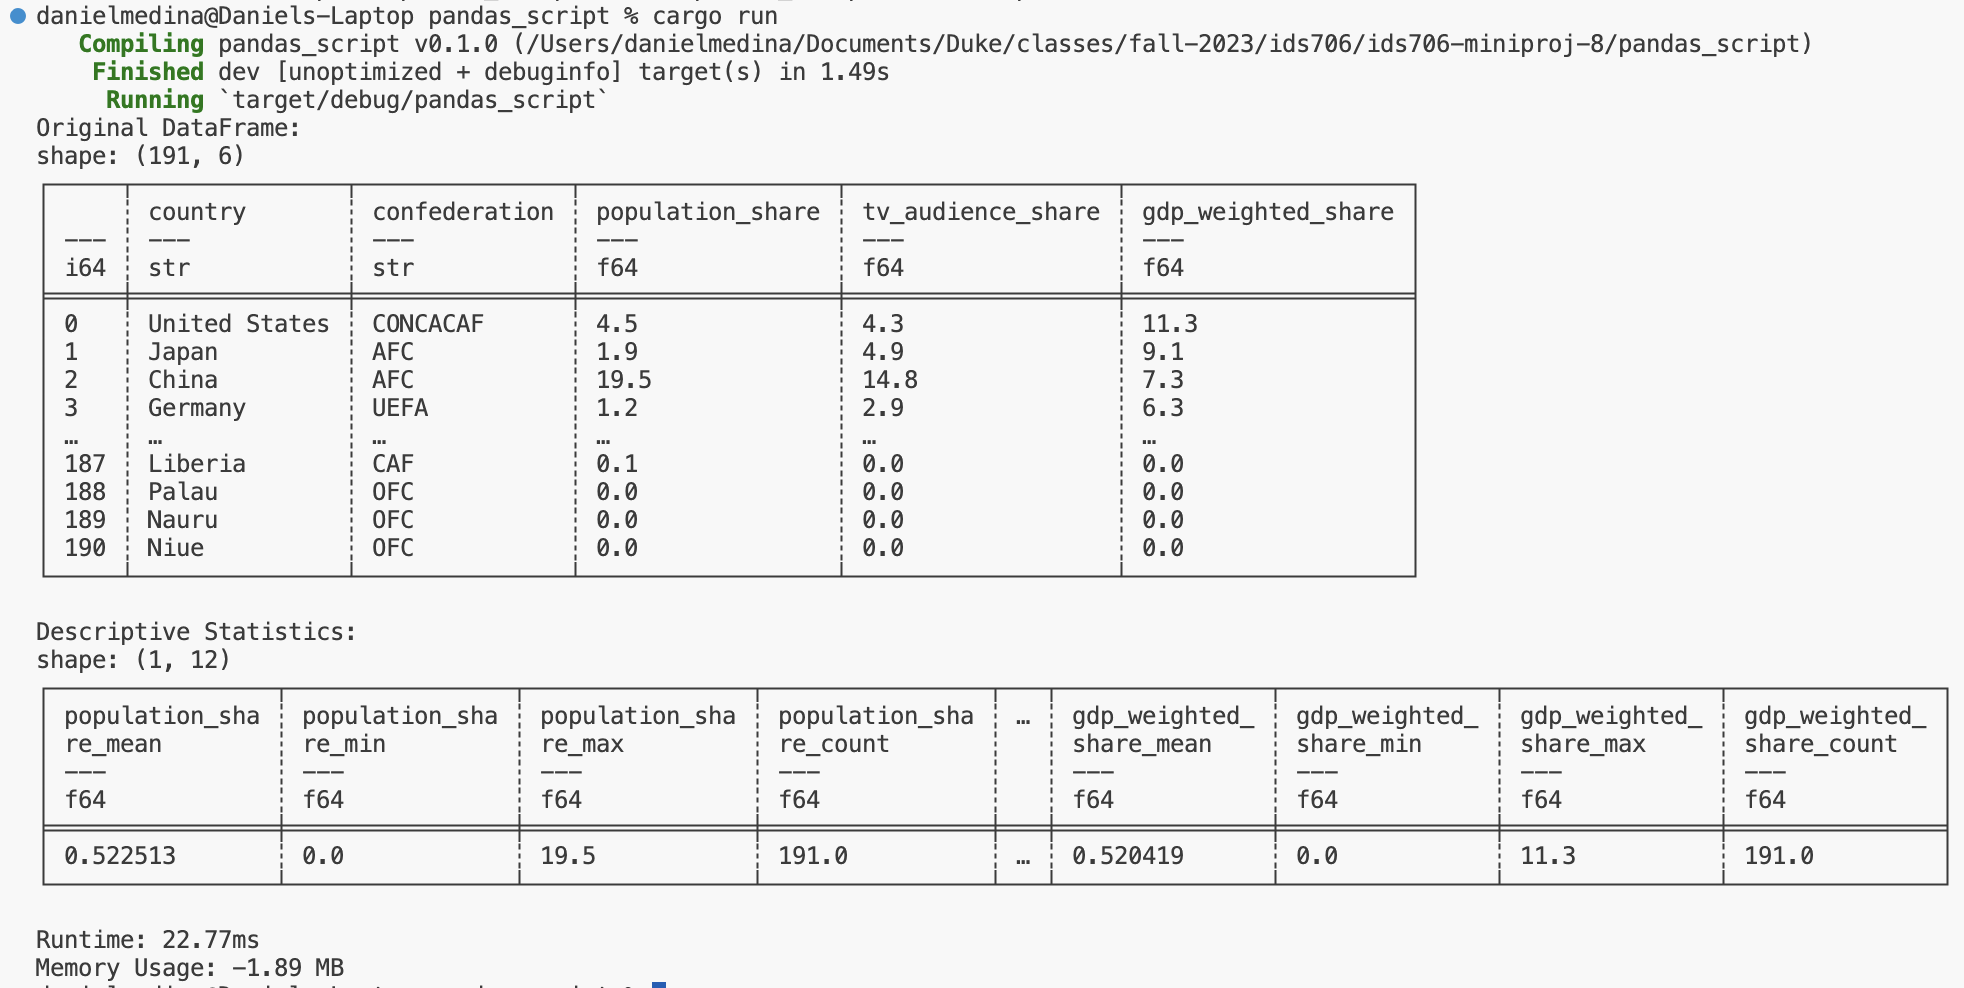 danielmedina@Daniels-Laptop pandas_script % cargo run
Compiling pandas_script v0.1.0 (/Users/danielmedina/Documents/Duke/classes/fall-2023/ids706/ids706-miniproj-8/pandas_script)
Finished dev [unoptimized + debuginfo] target(s) in 1.49s
Running `target/debug/pandas_script`
Original DataFrame:
shape: (191, 6)
country confederation population_share tv_audience_share gdp_weighted_share
--- --- --- --- --- ---
i64 str str f64 f64 f64
0 United States CONCACAF 4.5 4.3 11.3
1 Japan AFC 1.9 4.9 9.1
2 China AFC 19.5 14.8 7.3
3 Germany UEFA 1.2 2.9 6.3
… … … … … …
187 Liberia CAF 0.1 0.0 0.0
188 Palau OFC 0.0 0.0 0.0
189 Nauru OFC 0.0 0.0 0.0
190 Niue OFC 0.0 0.0 0.0
Descriptive Statistics:
shape: (1, 12)
population_sha population_sha population_sha population_sha … gdp_weighted_ gdp_weighted_ gdp_weighted_ gdp_weighted_
re_mean re_min re_max re_count share_mean share_min share_max share_count
--- --- --- --- --- --- --- ---
f64 f64 f64 f64 f64 f64 f64 f64
0.522513 0.0 19.5 191.0 … 0.520419 0.0 11.3 191.0
Runtime: 22.77ms
Memory Usage: -1.89 MB